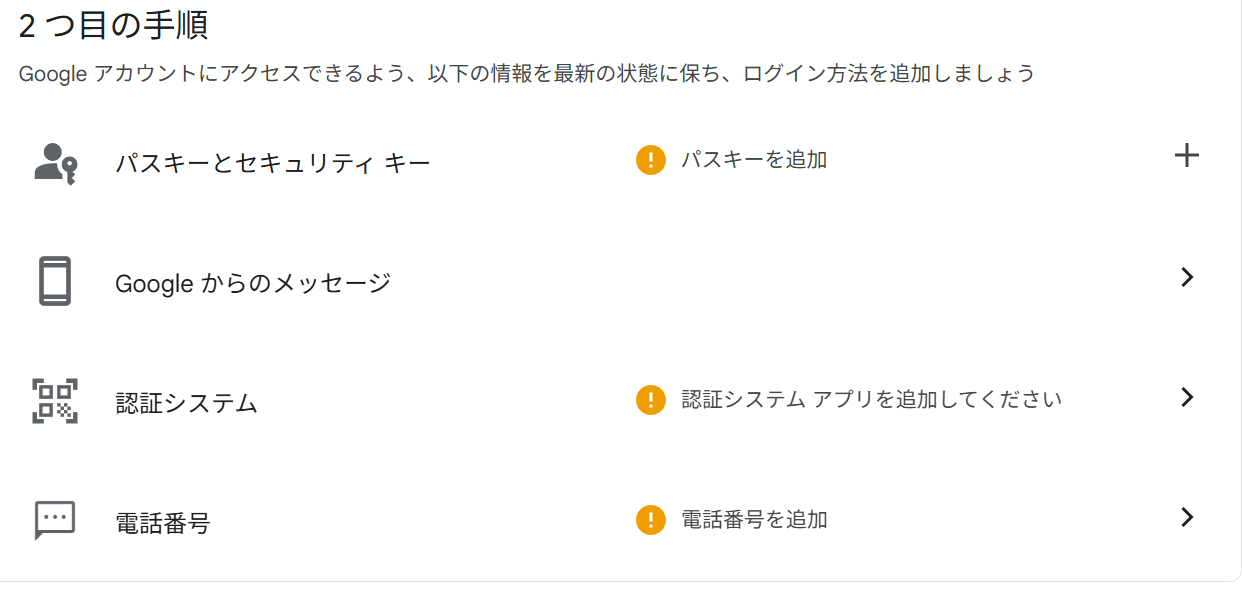 2 つ目の手順
Google アカウントにアクセスできるよう、以下の情報を最新の状態に保ち、ログイン方法を追加しましょう
パスキーとセキュリティ キー
パスキーを追加
Google からのメッセージ
認証システム
認証システム アプリを追加してください
電話番号
電話番号を追加